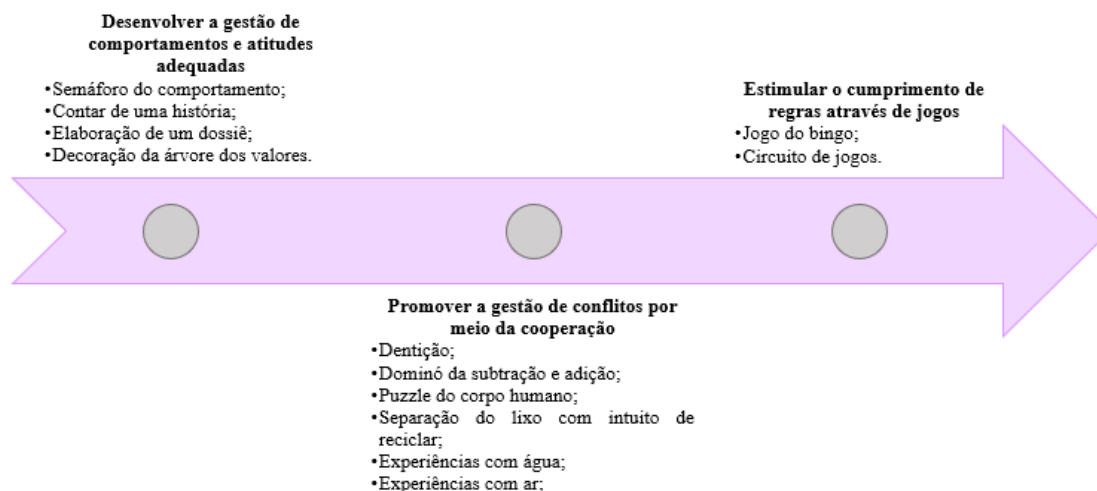 Desenvolver a gestão de
comportamentos e atitudes
adequadas
•Semáforo do comportamento;
•Contar de uma história;
•Elaboração de um dossiê;
•Decoração da árvore dos valores.
Estimular o cumprimento de
regras através de jogos
•Jogo do bingo;
•Circuito de jogos.
Promover a gestão de conflitos por
meio da cooperação
•Dentição;
•Dominó da subtração e adição;
•Puzzle do corpo humano;
•Separação do lixo com intuito de
reciclar;
•Experiências com água;
•Experiências com ar;